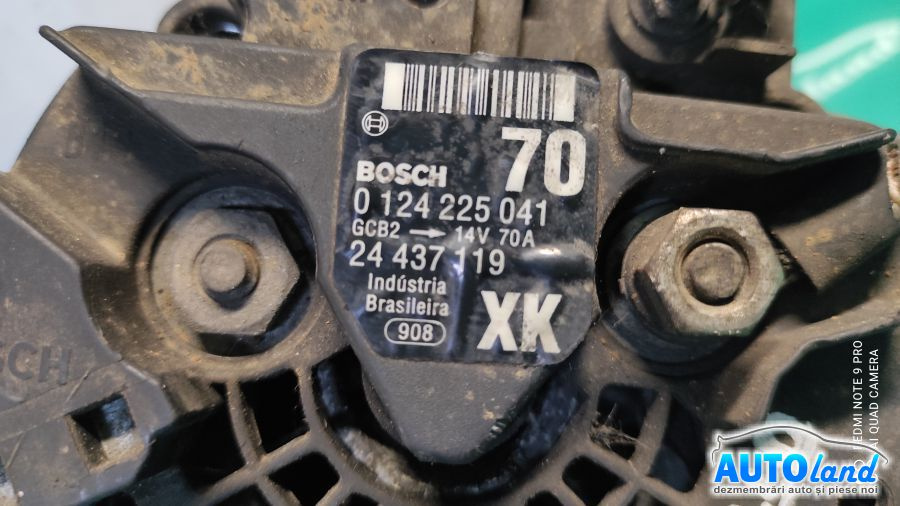 70
BOSCH
0 124 225 041
GCB2 → 14V 70A
24 437 119
Indústria
Brasileira
XK
908
OSCH
REDMI NOTE 9 PRO
AI QUAD CAMERA
AUTOland
dezmembrări auto și piese noi